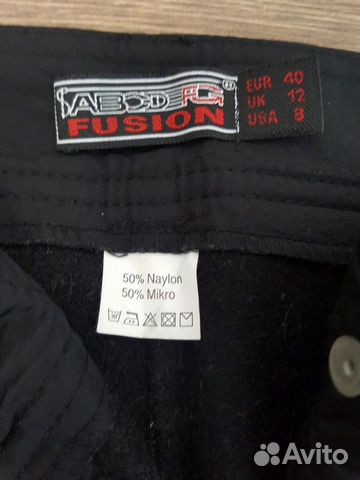 ABCDEFG®
FUSION
EUR 40
UK 12
USA 8
50% Naylon
50% Mikro
Avito